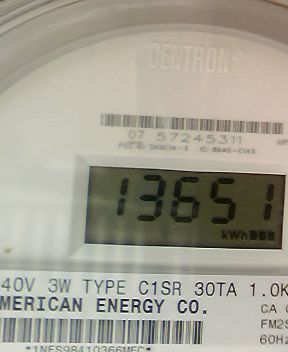 CENTRON®
07 57245311
13651
kWh
40V 3W TYPE C1SR 30TA 1.0K
MERICAN ENERGY CO.
CA
FM2S
60Hz